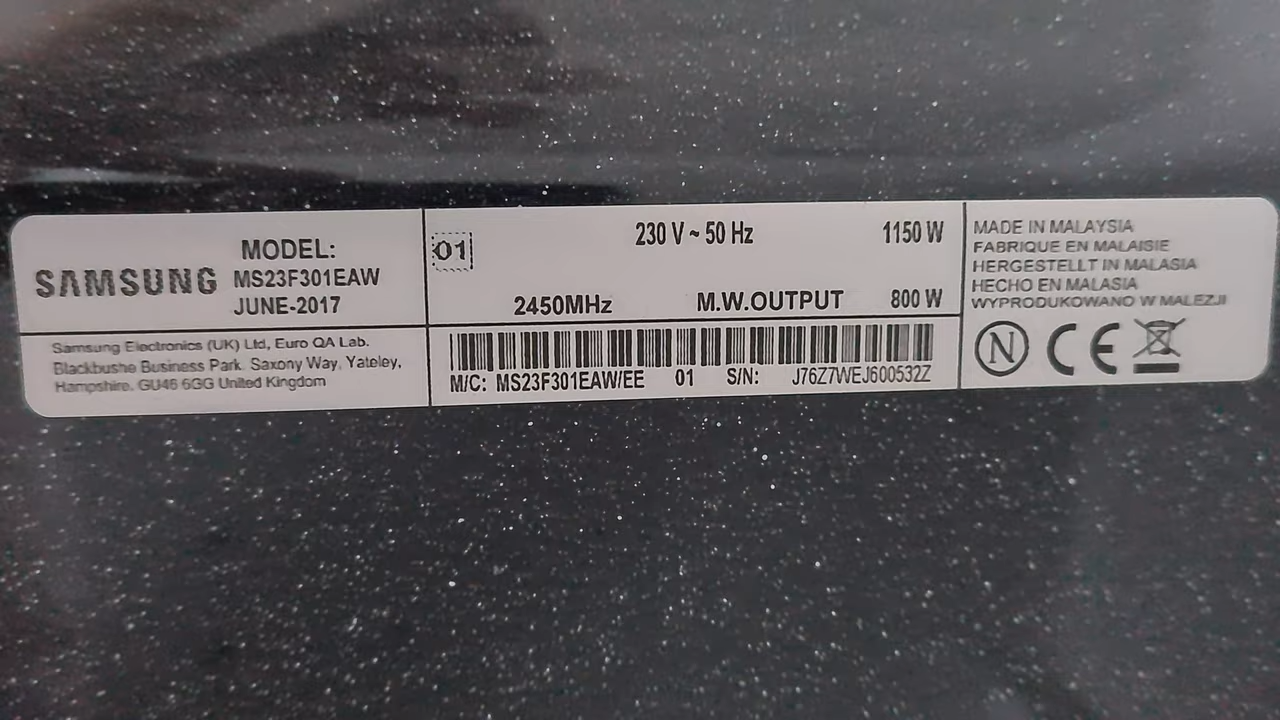 SAMSUNG
MODEL:
MS23F301EAW
JUNE-2017
Samsung Electronics (UK) Ltd, Euro QA Lab.
Blackbushe Business Park. Saxony Way, Yateley,
Hampshire. GU46 6GG United Kingdom
01
230 V ~ 50 Hz 1150 W
2450MHz M.W.OUTPUT 800 W
M/C: MS23F301EAW/EE 01 S/N: J76Z7WEJ600532Z
MADE IN MALAYSIA
FABRIQUE EN MALAISIE
HERGESTELLT IN MALASIA
HECHO EN MALASIA
WYPRODUKOWANO W MALEZJI
N CE